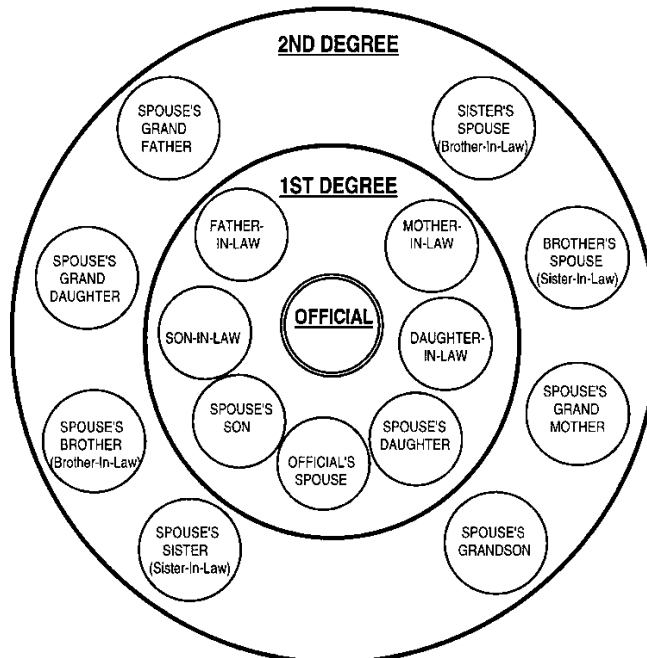 2ND DEGREE
SPOUSE'S
GRAND
FATHER
SISTER'S
SPOUSE
(Brother-In-Law)
1ST DEGREE
FATHER-
IN-LAW
MOTHER-
IN-LAW
SPOUSE'S
GRAND
DAUGHTER
BROTHER'S
SPOUSE
(Sister-In-Law)
OFFICIAL
SON-IN-LAW
DAUGHTER-
IN-LAW
SPOUSE'S
SON
SPOUSE'S
DAUGHTER
SPOUSE'S
BROTHER
(Brother-In-Law)
SPOUSE'S
GRAND
MOTHER
OFFICIAL'S
SPOUSE
SPOUSE'S
SISTER
(Sister-In-Law)
SPOUSE'S
GRANDSON